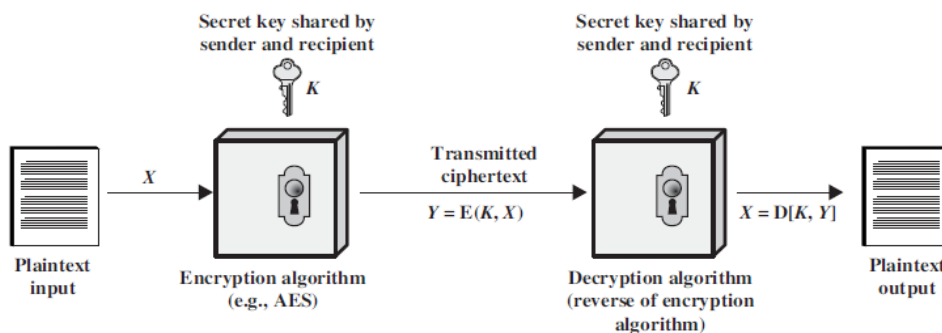 Secret key shared by
sender and recipient
K
Secret key shared by
sender and recipient
K
X
Transmitted
ciphertext
Y = E(K, X)
X = D[K, Y]
Plaintext
input
Encryption algorithm
(e.g., AES)
Decryption algorithm
(reverse of encryption
algorithm)
Plaintext
output